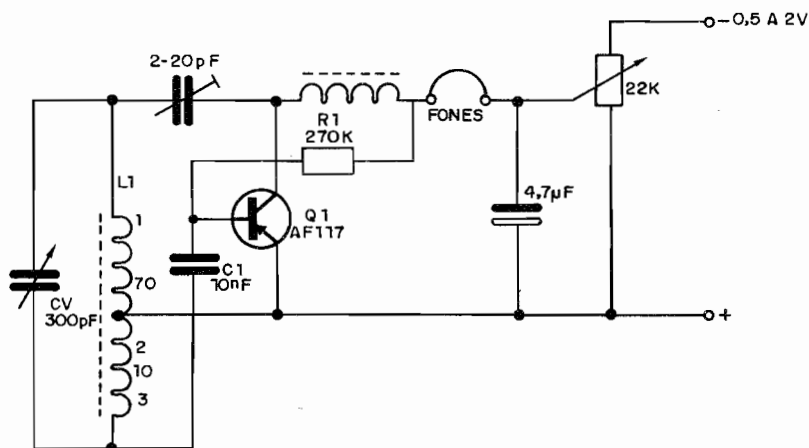 -0,5 A 2V
2-20pF
22K
R1
270K
FONES
L1
1
4,7µF
Q1
AF117
70
C1
10nF
CV
300pF
+
2
10
3